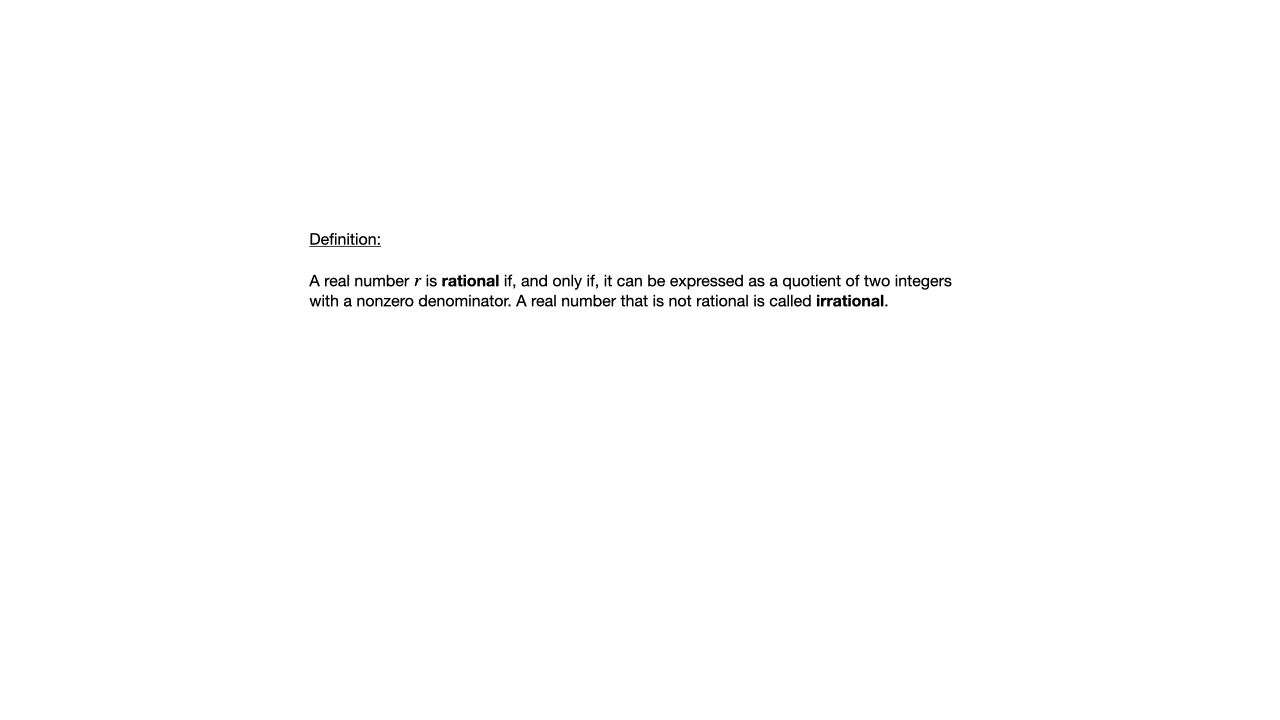 Definition:
A real number r is rational if, and only if, it can be expressed as a quotient of two integers
with a nonzero denominator. A real number that is not rational is called irrational.